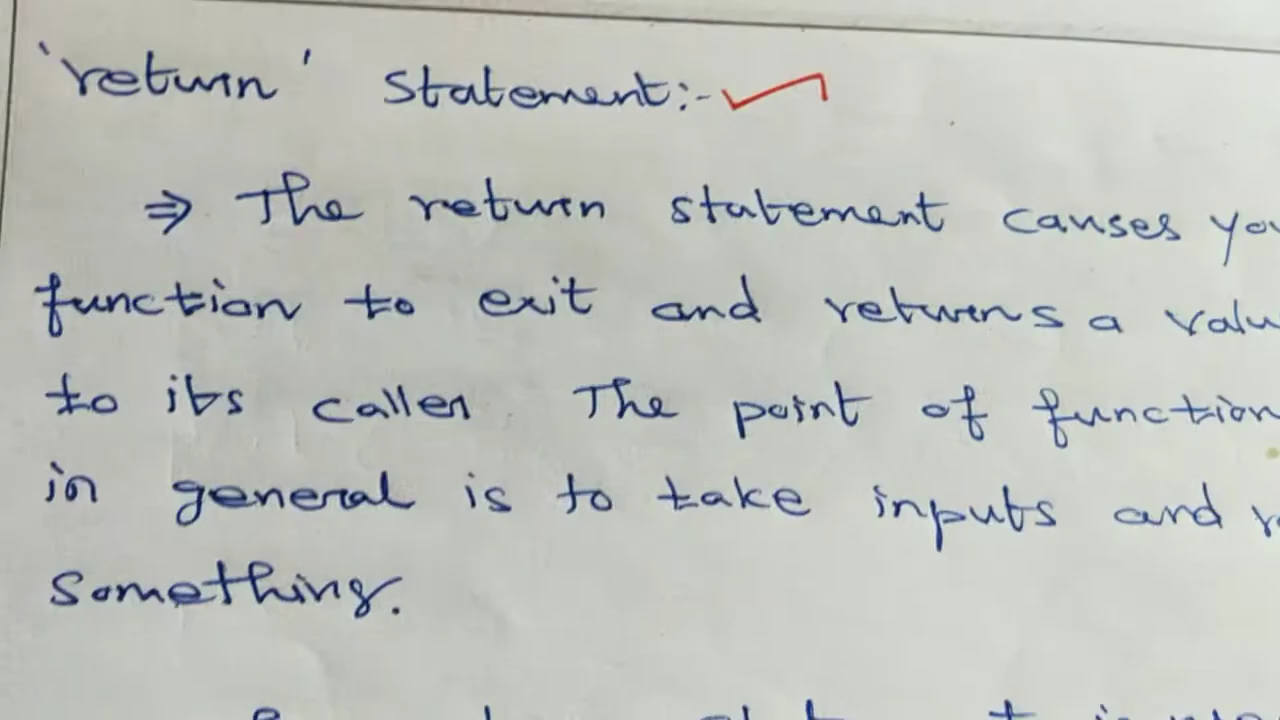 'return' statement:-
⇒ The return statement causes
function to exit and returns a
to its caller. The point of function
in general is to take inputs and
something.